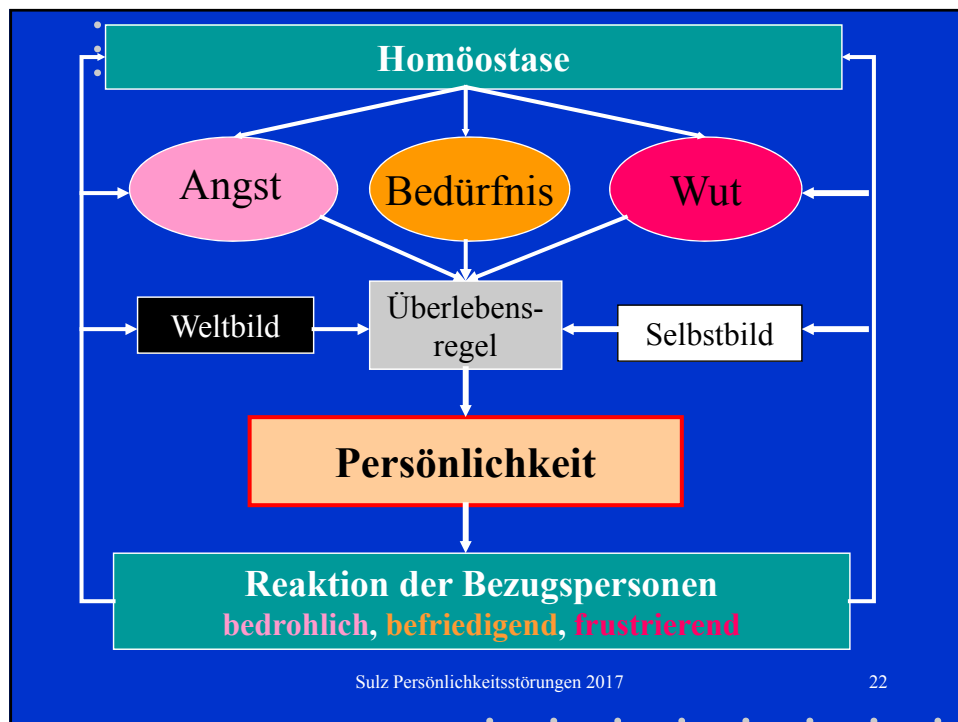 Homöostase
Angst
Bedürfnis
Wut
Weltbild
Überlebens-
regel
Selbstbild
Persönlichkeit
Reaktion der Bezugspersonen
bedrohlich, befriedigend, frustrierend
Sulz Persönlichkeitsstörungen 2017
22